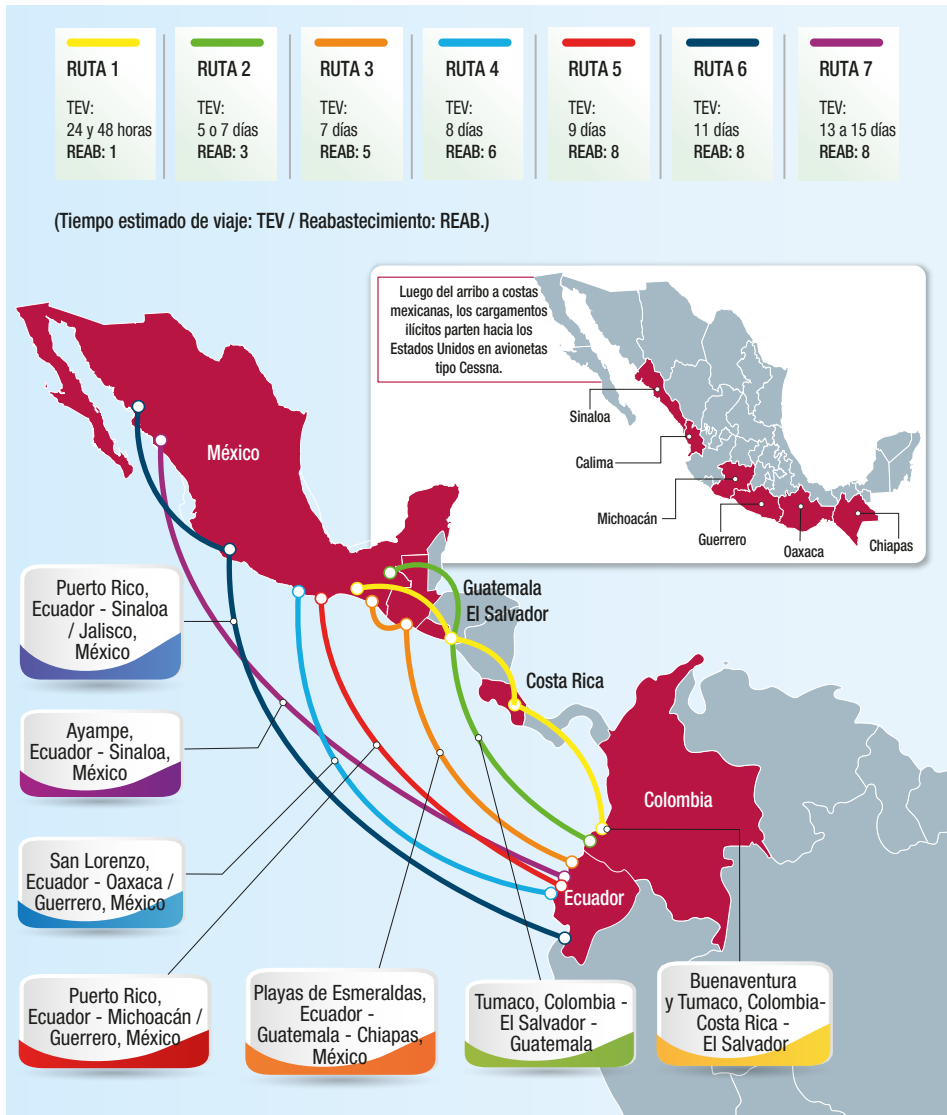 RUTA 1
TEV:
24 y 48 horas
REAB: 1
RUTA 2
TEV:
5 o 7 días
REAB: 3
RUTA 3
TEV:
7 días
REAB: 5
RUTA 4
TEV:
8 días
REAB: 6
RUTA 5
TEV:
9 días
REAB: 8
RUTA 6
TEV:
11 días
REAB: 8
RUTA 7
TEV:
13 a 15 días
REAB: 8
(Tiempo estimado de viaje: TEV / Reabastecimiento: REAB.)
Luego del arribo a costas
mexicanas, los cargamentos
ilícitos parten hacia los
Estados Unidos en avionetas
tipo Cessna.
Sinaloa
Calima
Michoacán
Guerrero
Oaxaca
Chiapas
México
Guatemala
El Salvador
Costa Rica
Colombia
Ecuador
Puerto Rico,
Ecuador - Sinaloa
/ Jalisco,
México
Ayampe,
Ecuador - Sinaloa,
México
San Lorenzo,
Ecuador - Oaxaca /
Guerrero, México
Puerto Rico,
Ecuador - Michoacán /
Guerrero, México
Playas de Esmeraldas,
Ecuador -
Guatemala - Chiapas,
México
Tumaco, Colombia -
El Salvador -
Guatemala
Buenaventura
y Tumaco, Colombia-
Costa Rica -
El Salvador